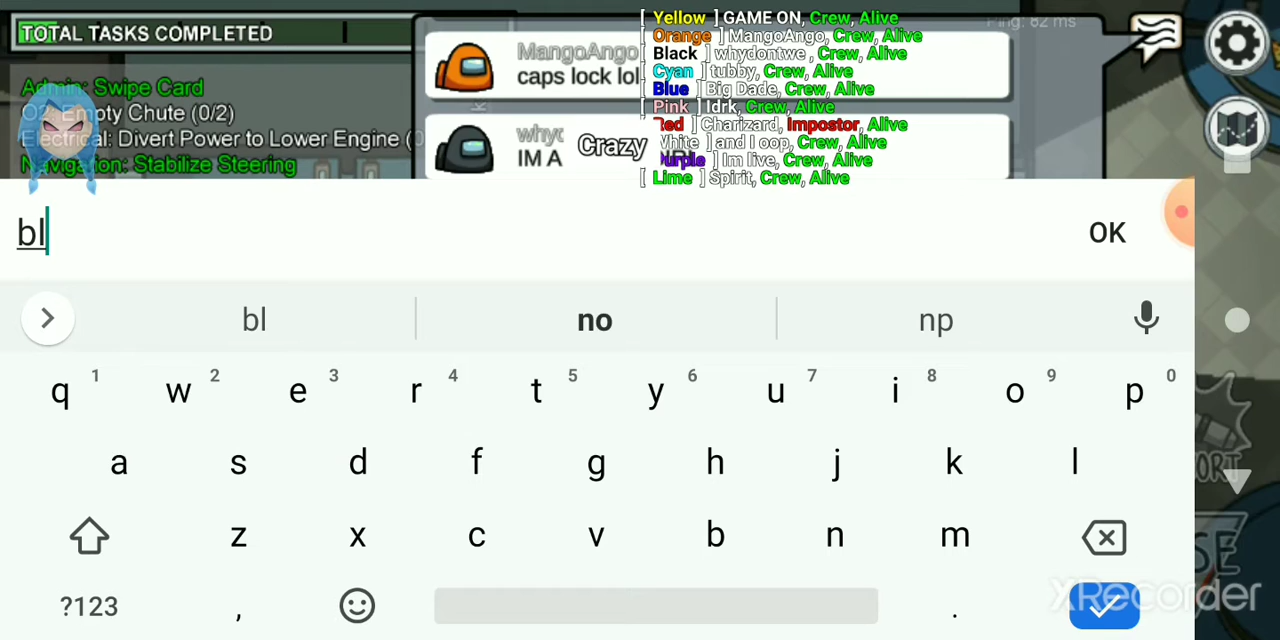 TOTAL TASKS COMPLETED
Admin: Swipe Card
O2: Empty Chute (0/2)
Electrical: Divert Power to Lower Engine (0
Navigation: Stabilize Steering
MangoAngo
caps lock lol
whyd
IM A
Crazy
Ping: 82 ms
[ Yellow ] GAME ON, Crew, Alive
[ Orange ] MangoAngo, Crew, Alive
[ Black ] whydontwe , Crew, Alive
[ Cyan ] tubby, Crew, Alive
[ Blue ] Big Dade, Crew, Alive
[ Pink ] Idrk, Crew, Alive
Red ] Charizard, Impostor, Alive
White ] and I oop, Crew, Alive
Purple ] Im live, Crew, Alive
[ Lime ] Spirit, Crew, Alive
bl
OK
bl no np
q 1 w 2 e 3 r 4 t 5 y 6 u 7 i 8 o 9 p 0
a s d f g h j k l
z x c v b n m
?123 , .
XRecorder